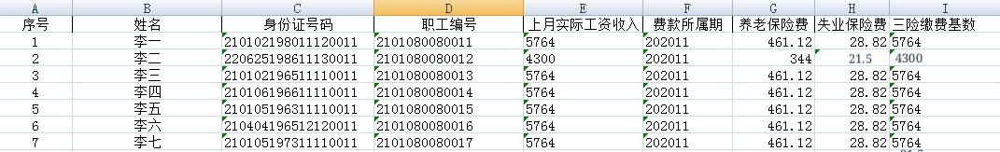 A B C D E F G H I
序号 姓名 身份证号码 职工编号 上月实际工资收入 费款所属期 养老保险费 失业保险费 三险缴费基数
1 李一 210102198011120011 2101080080011 5764 202011 461.12 28.82 5764
2 李二 220625198611130011 2101080080012 4300 202011 344 21.5 4300
3 李三 210102196511110011 2101080080013 5764 202011 461.12 28.82 5764
4 李四 210106196611110011 2101080080014 5764 202011 461.12 28.82 5764
5 李五 210105196311110011 2101080080015 5764 202011 461.12 28.82 5764
6 李六 210404196512120011 2101080080016 5764 202011 461.12 28.82 5764
7 李七 210105197311110011 2101080080017 5764 202011 461.12 28.82 5764